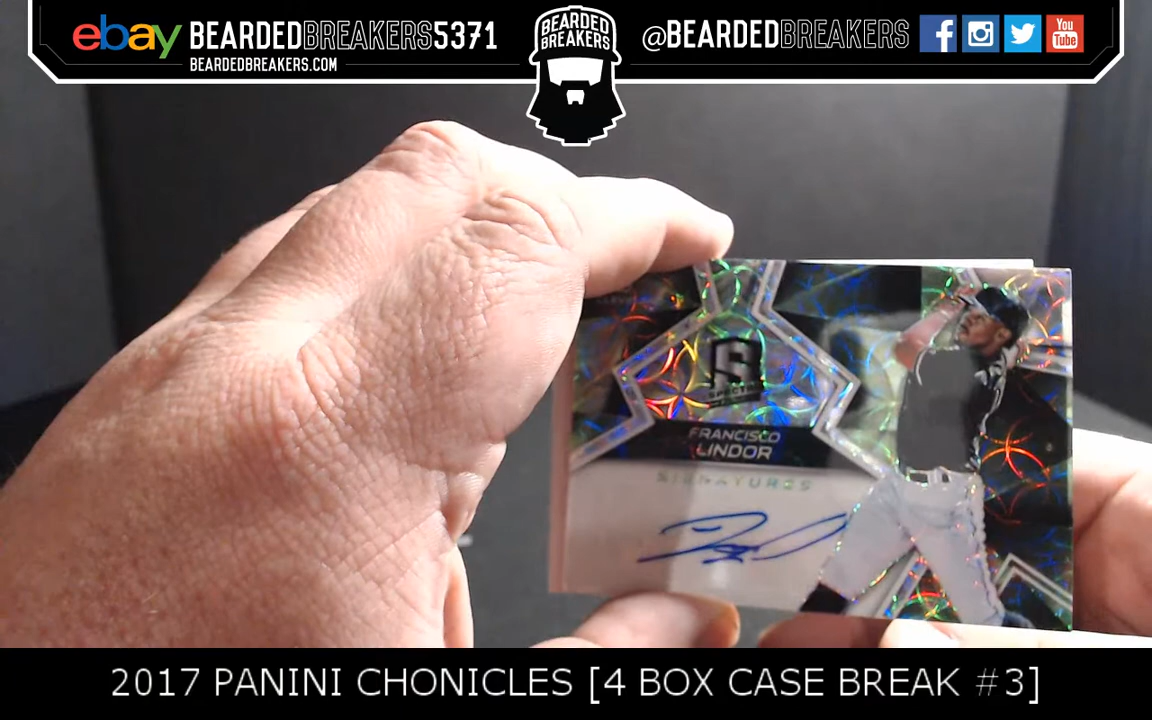 ebay BEARDEDBREAKERS5371
BEARDEDBREAKERS.COM
BEARDED
BREAKERS
@BEARDEDBREAKERS
You
Tube
SPECTRA
FRANCISCO
LINDOR
SIGNATURES
2017 PANINI CHONICLES [4 BOX CASE BREAK #3]